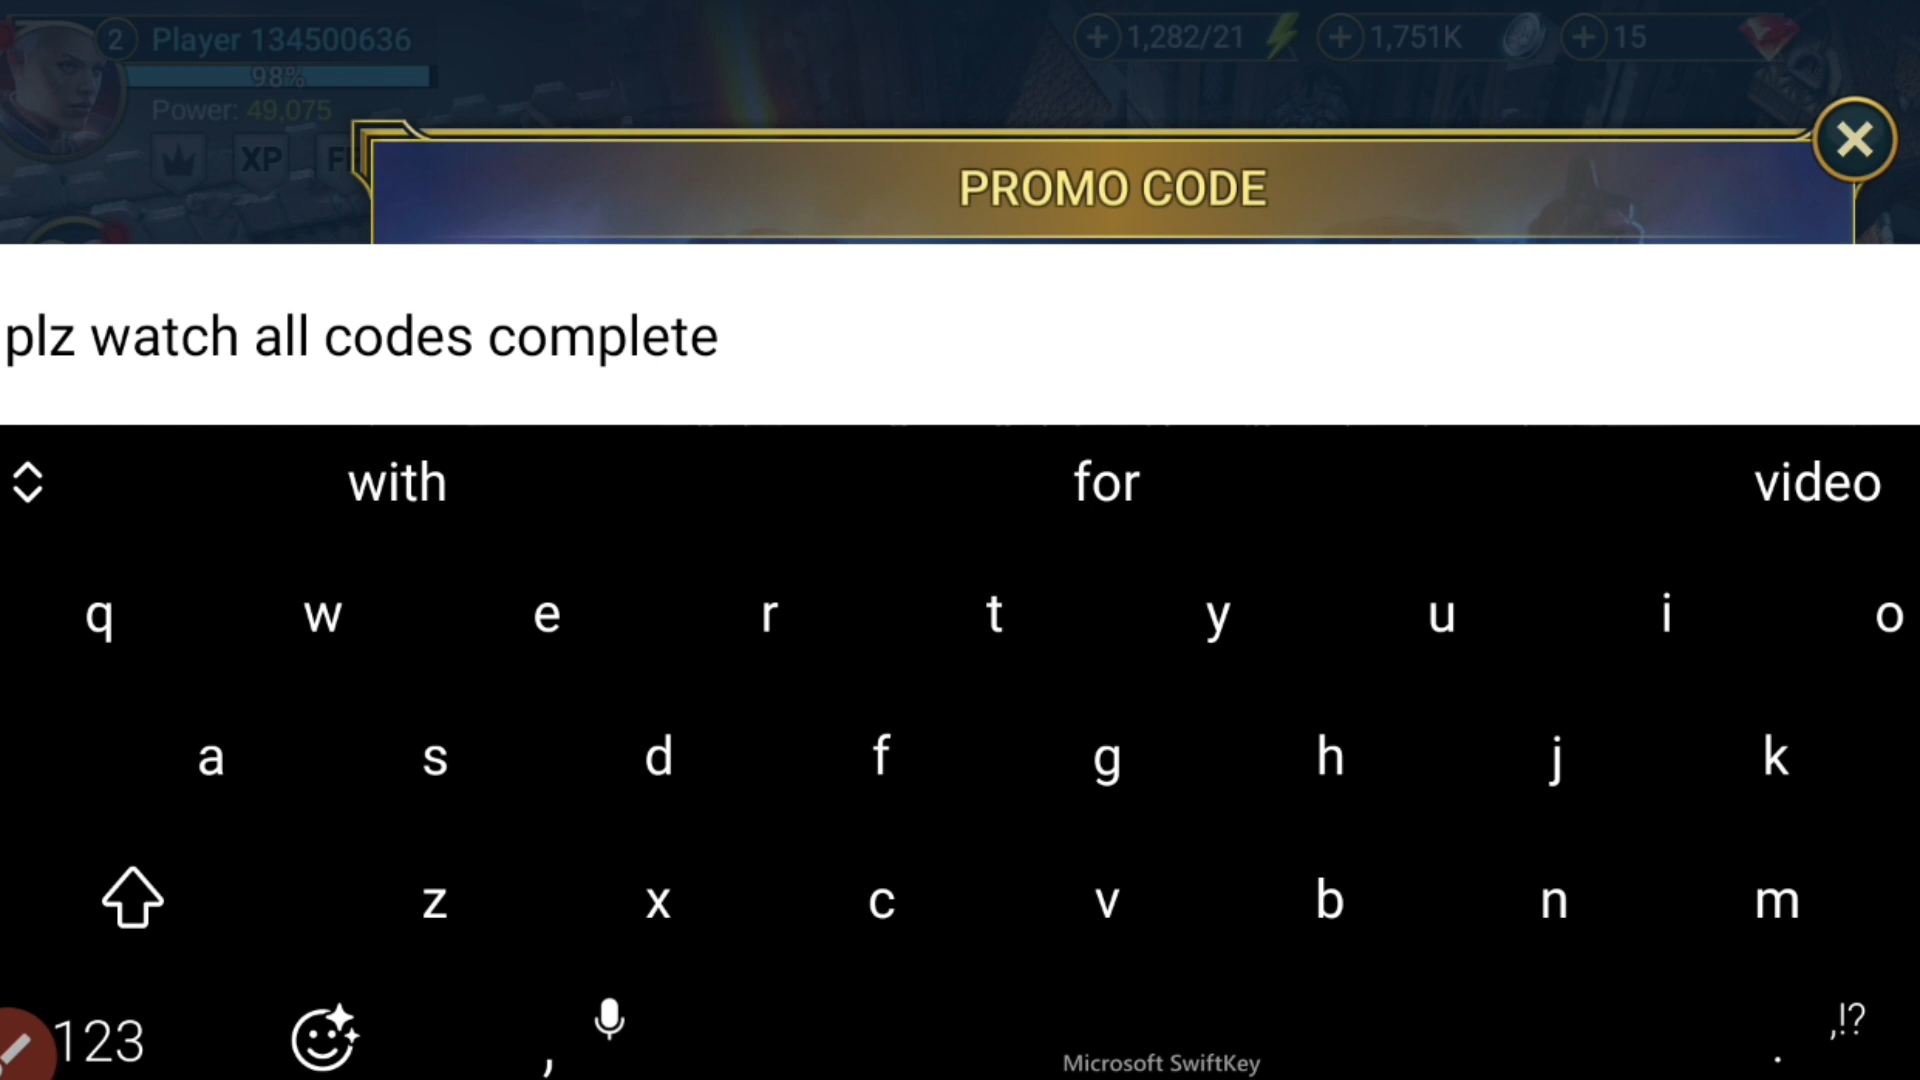 2 Player 134500636
98%
Power: 49,075
XP
1,282/21
1,751K
15
PROMO CODE
plz watch all codes complete
with for video
q w e r t y u i o
a s d f g h j k
z x c v b n m
123 , . ,!?
Microsoft SwiftKey